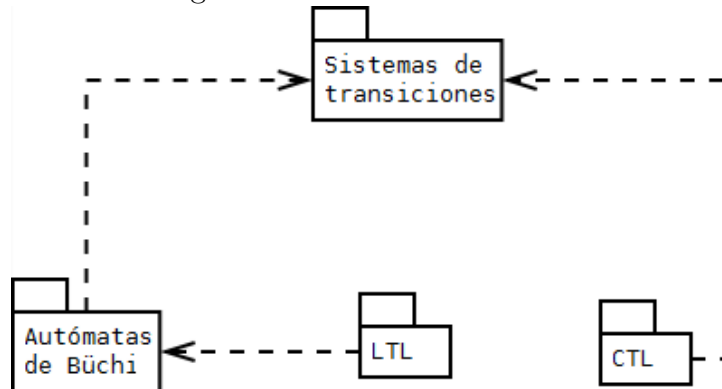 Sistemas de
transiciones
Autómatas
de Büchi
LTL
CTL